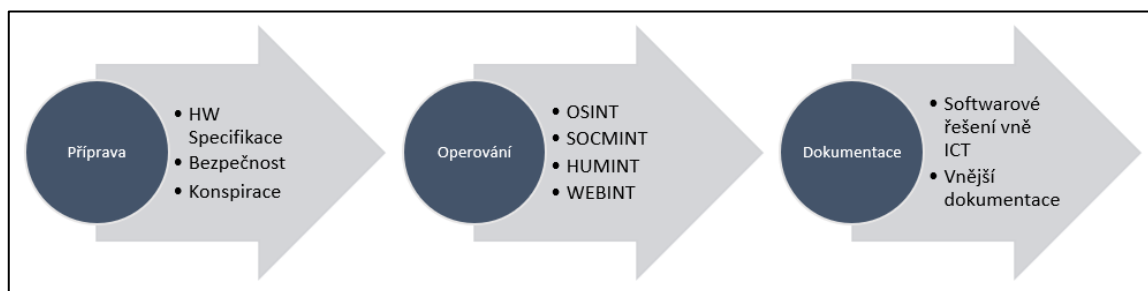 Příprava
• HW
Specifikace
• Bezpečnost
• Konspirace
Operování
• OSINT
• SOCMINT
• HUMINT
• WEBINT
Dokumentace
• Softwarové
řešení vně
ICT
• Vnější
dokumentace